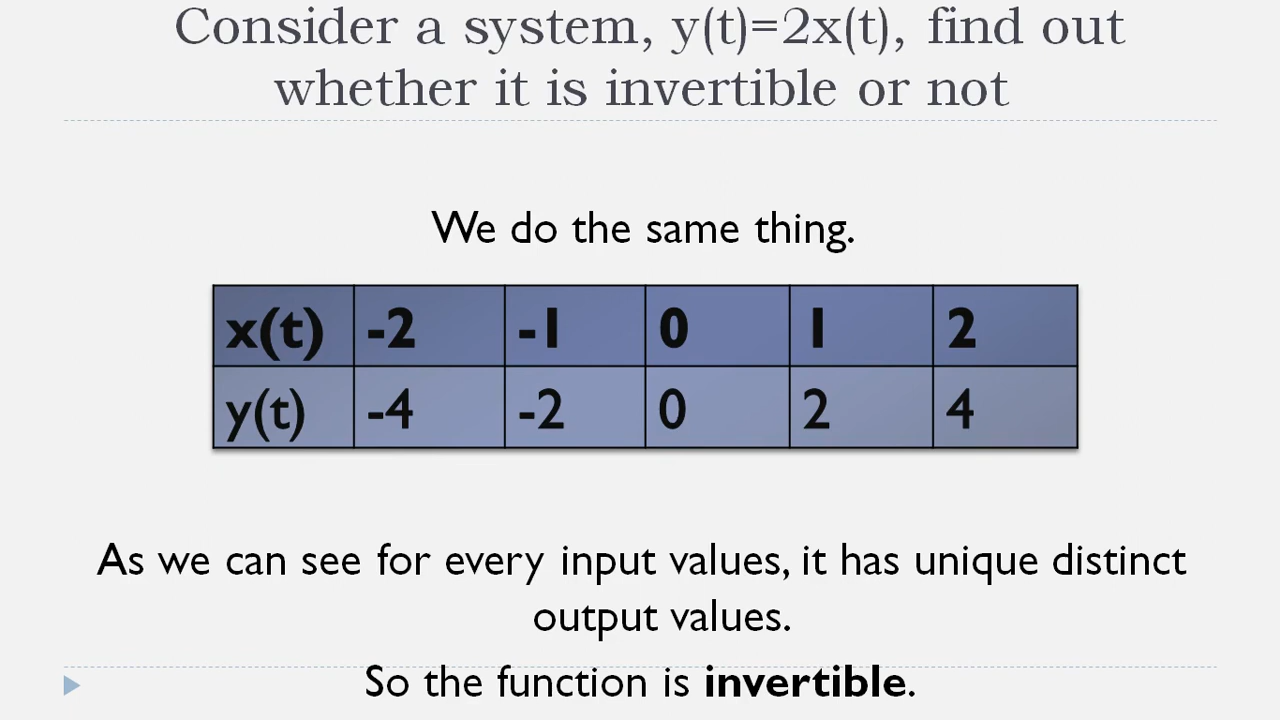 Consider a system, y(t)=2x(t), find out
whether it is invertible or not
We do the same thing.
x(t) -2 -1 0 1 2
y(t) -4 -2 0 2 4
As we can see for every input values, it has unique distinct
output values.
So the function is invertible.